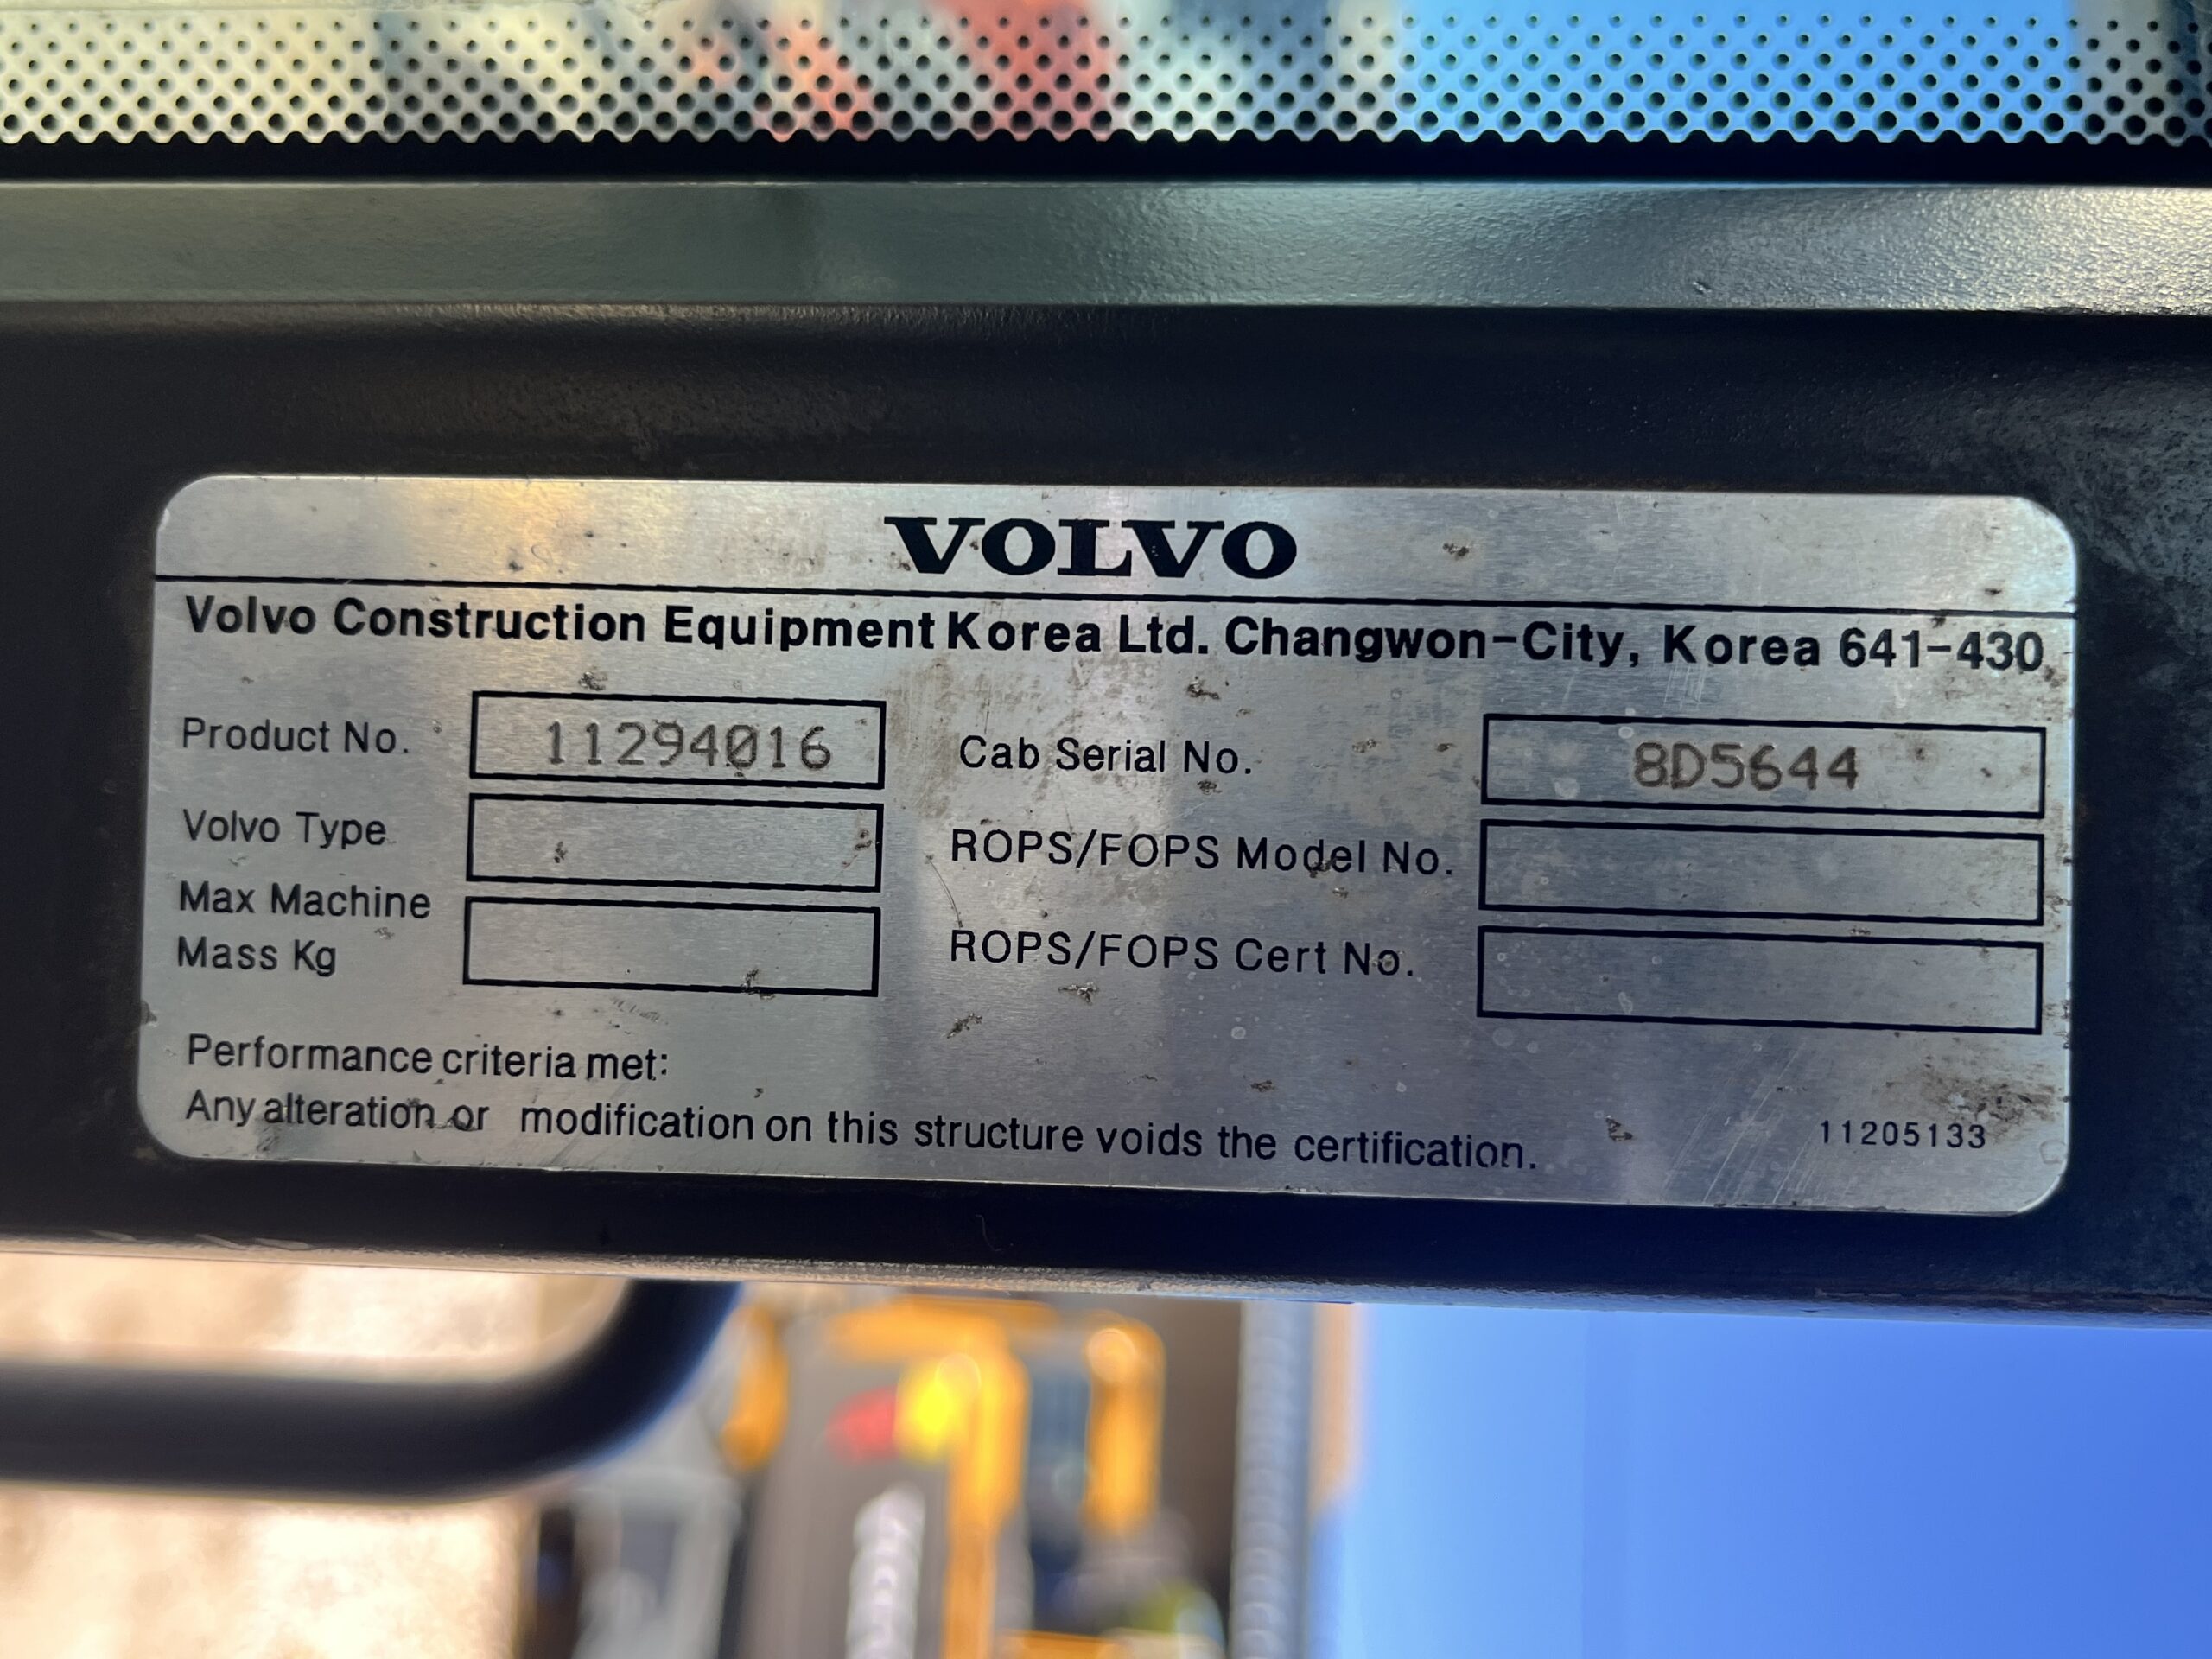 VOLVO
Volvo Construction Equipment Korea Ltd. Changwon-City, Korea 641-430
Product No. 11294016 Cab Serial No. 8D5644
Volvo Type ROPS/FOPS Model No.
Max Machine
Mass Kg ROPS/FOPS Cert No.
Performance criteria met:
Any alteration or modification on this structure voids the certification. 11205133